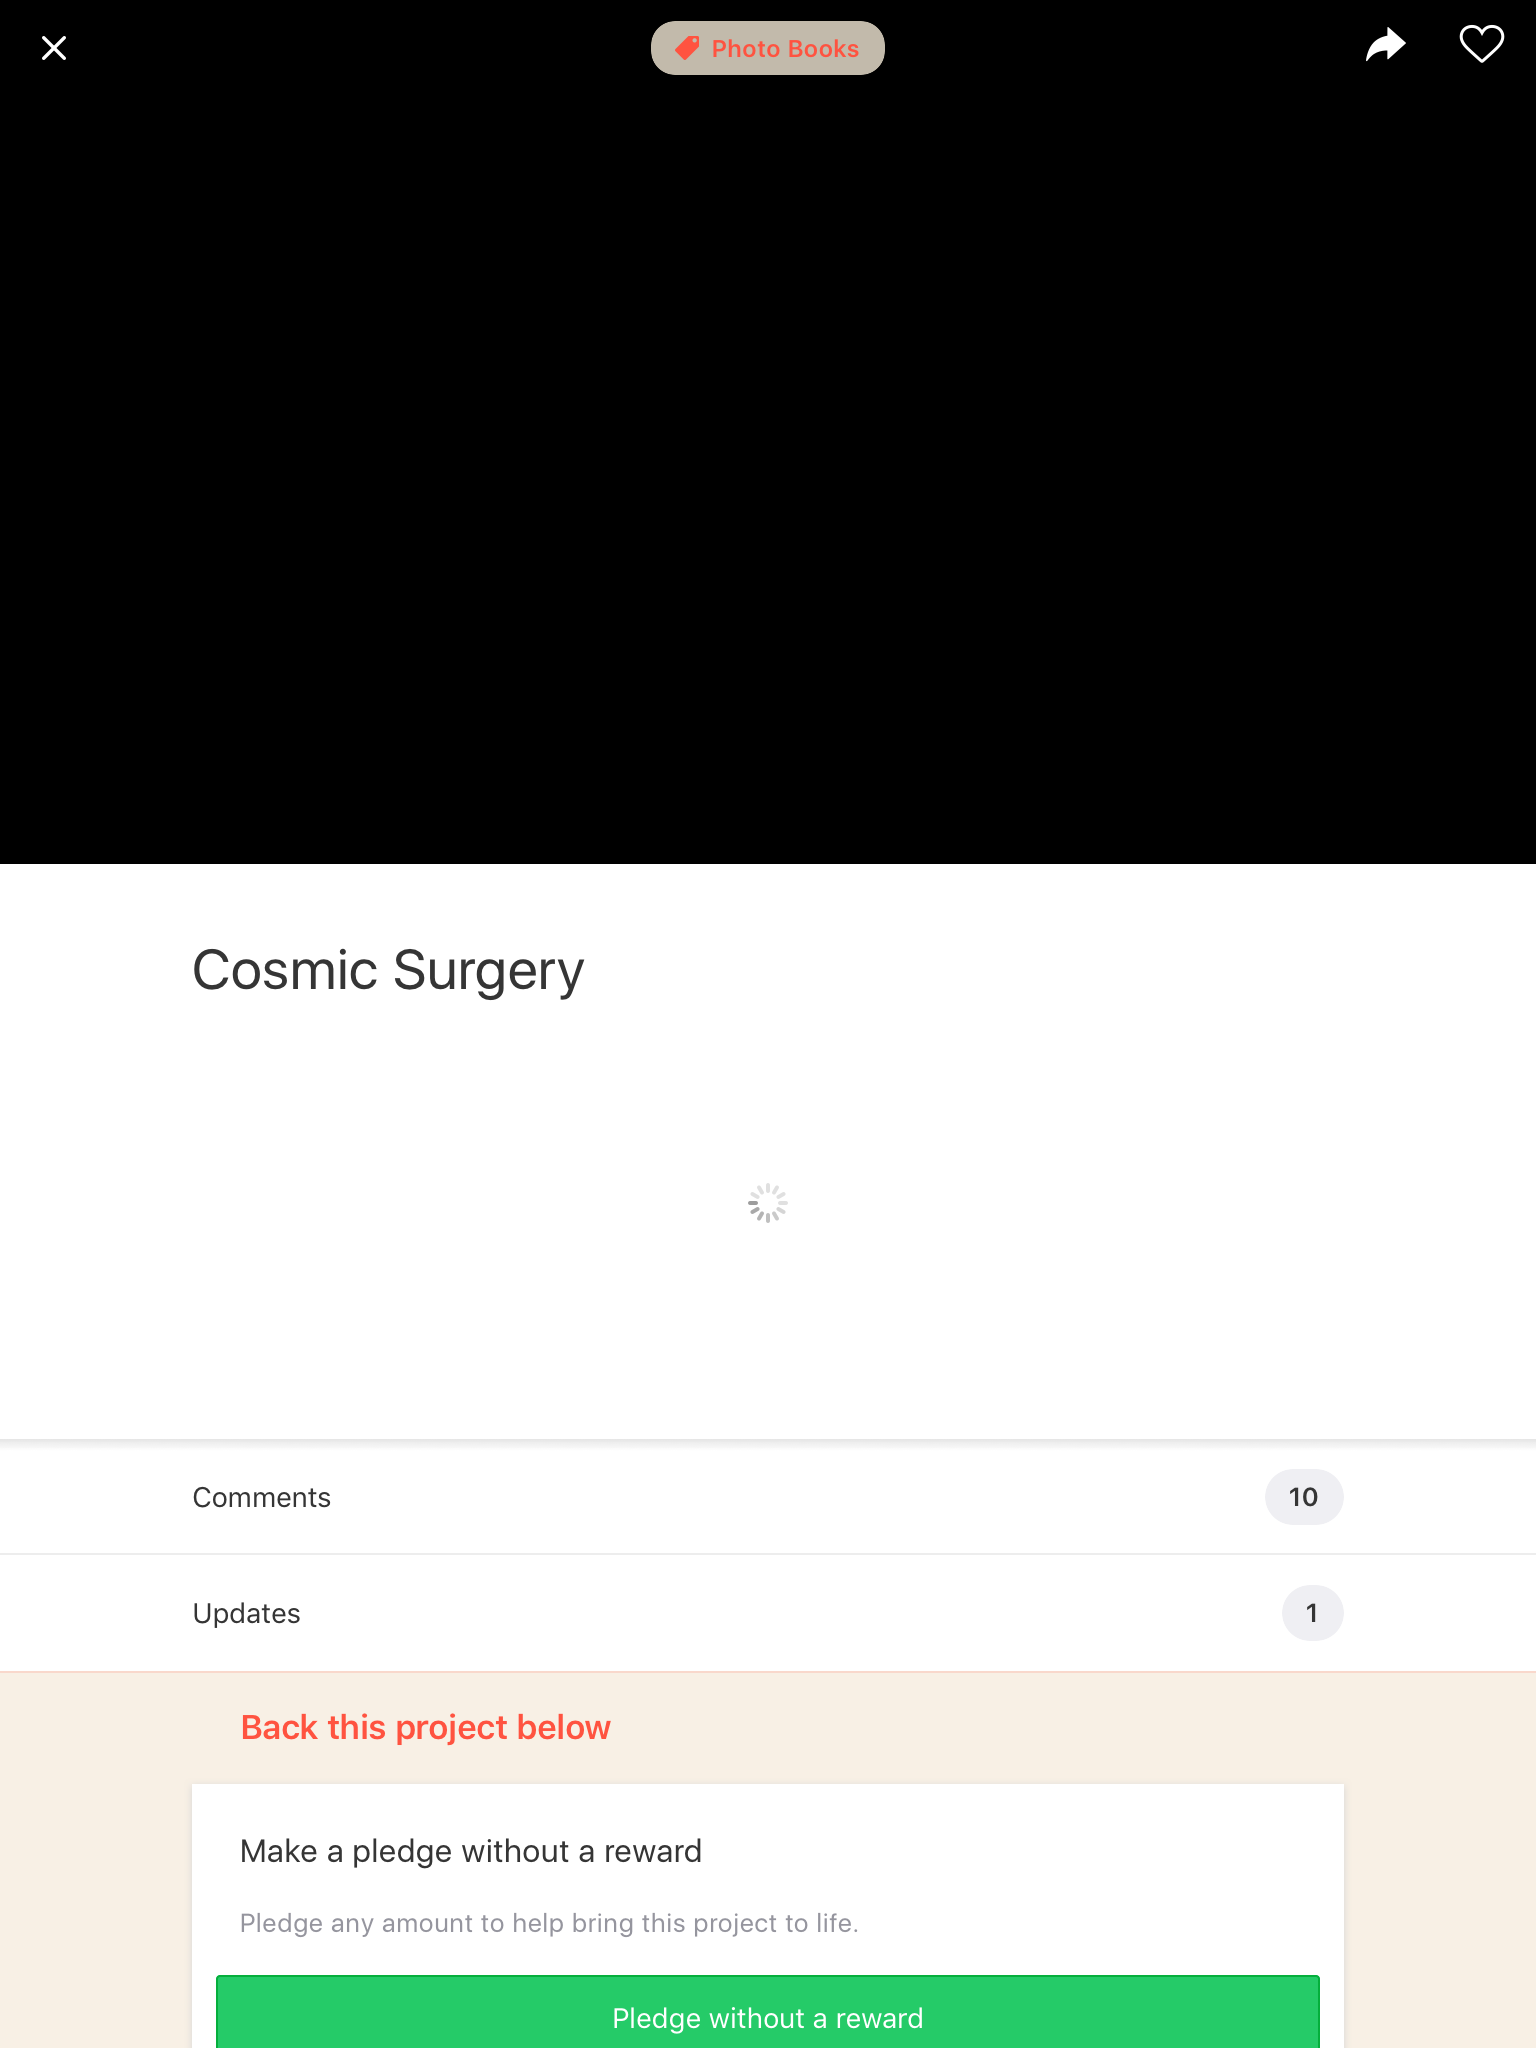 Photo Books
Cosmic Surgery
Comments
10
Updates
1
Back this project below
Make a pledge without a reward
Pledge any amount to help bring this project to life.
Pledge without a reward